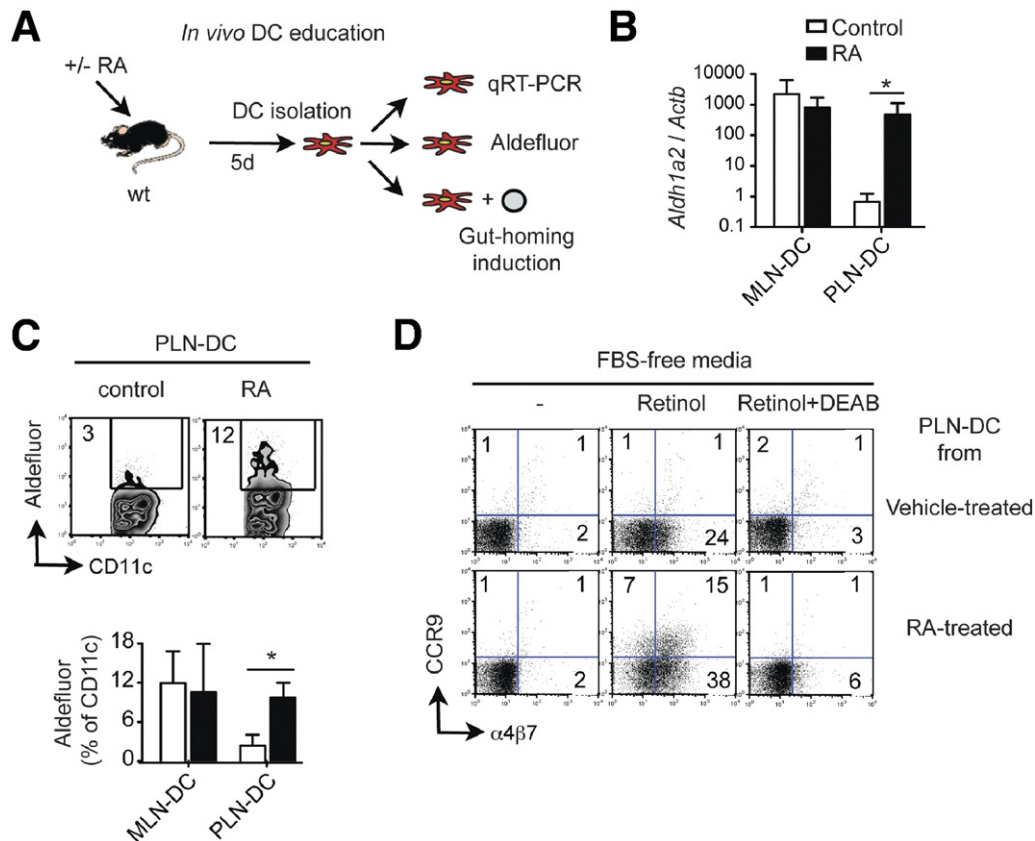 A
In vivo DC education
+/- RA
wt
DC isolation
5d
qRT-PCR
Aldefluor
+
Gut-homing
induction
B
Control
RA
*
10000
1000
100
10
1
0.1
Aldh1a2 / Actb
MLN-DC
PLN-DC
C
PLN-DC
control
RA
3
12
Aldefluor
CD11c
18
12
6
0
*
Aldefluor
(% of CD11c)
MLN-DC
PLN-DC
D
FBS-free media
-
Retinol
Retinol+DEAB
PLN-DC
from
1 1 1 1 2 1
Vehicle-treated
2 24 3
1 1 7 15 1 1
RA-treated
2 38 6
CCR9
α4β7